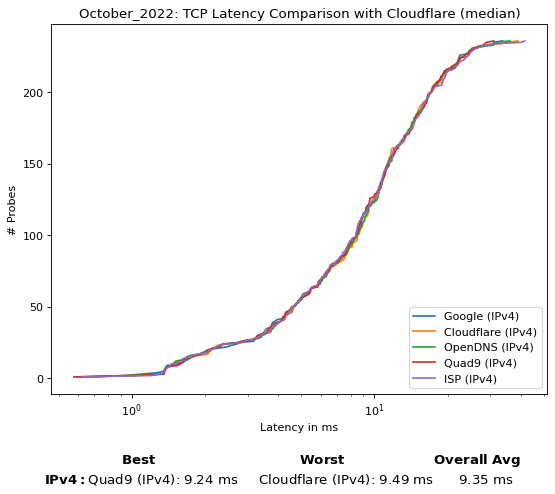 October_2022: TCP Latency Comparison with Cloudflare (median)
# Probes
200
150
100
50
0
10⁰
10¹
Latency in ms
Google (IPv4)
Cloudflare (IPv4)
OpenDNS (IPv4)
Quad9 (IPv4)
ISP (IPv4)
Best Worst Overall Avg
IPv4: Quad9 (IPv4): 9.24 ms Cloudflare (IPv4): 9.49 ms 9.35 ms